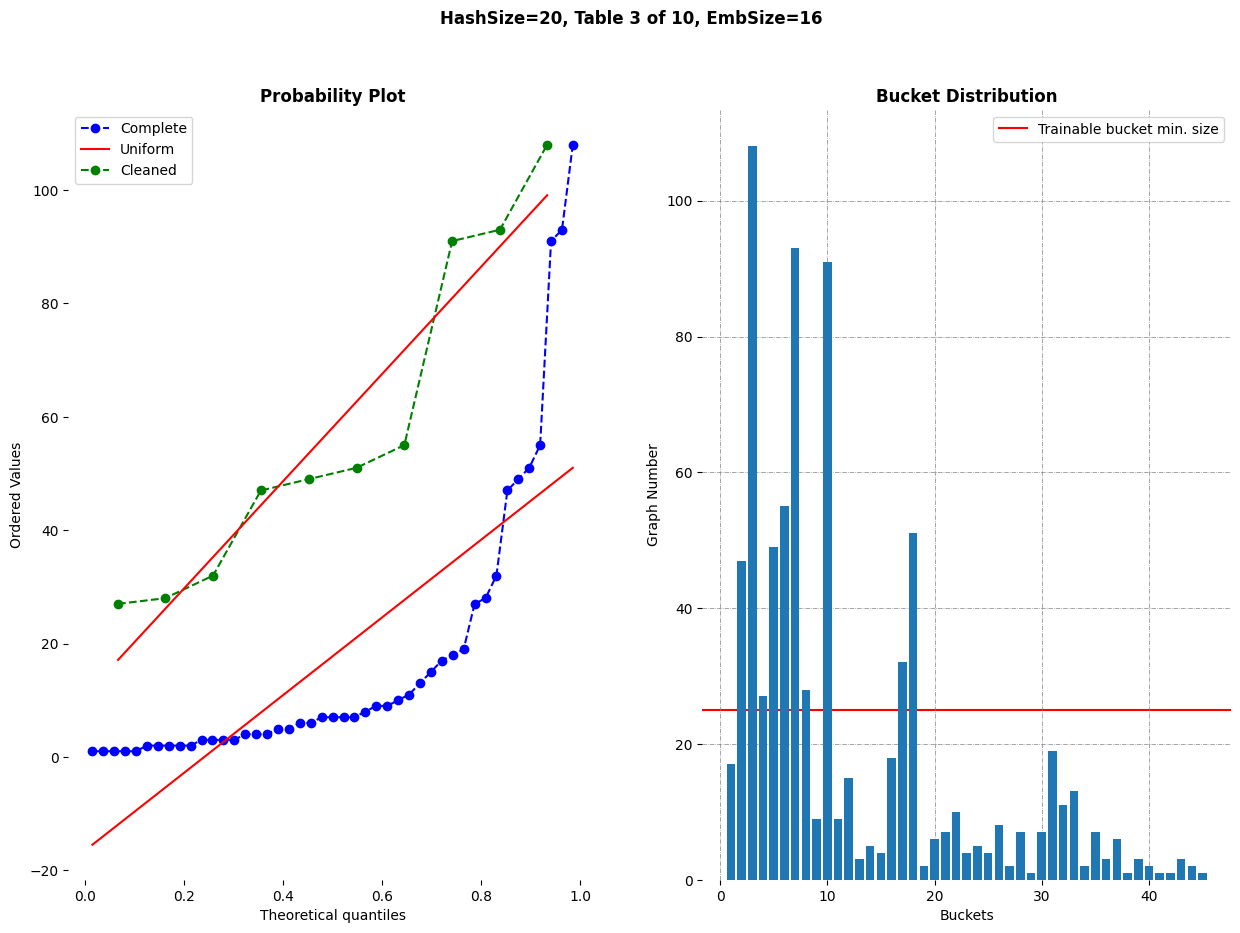 HashSize=20, Table 3 of 10, EmbSize=16
Probability Plot
Complete
Uniform
Cleaned
Ordered Values
100
80
60
40
20
0
−20
0.0 0.2 0.4 0.6 0.8 1.0
Theoretical quantiles
Bucket Distribution
Trainable bucket min. size
Graph Number
100
80
60
40
20
0
0 10 20 30 40
Buckets